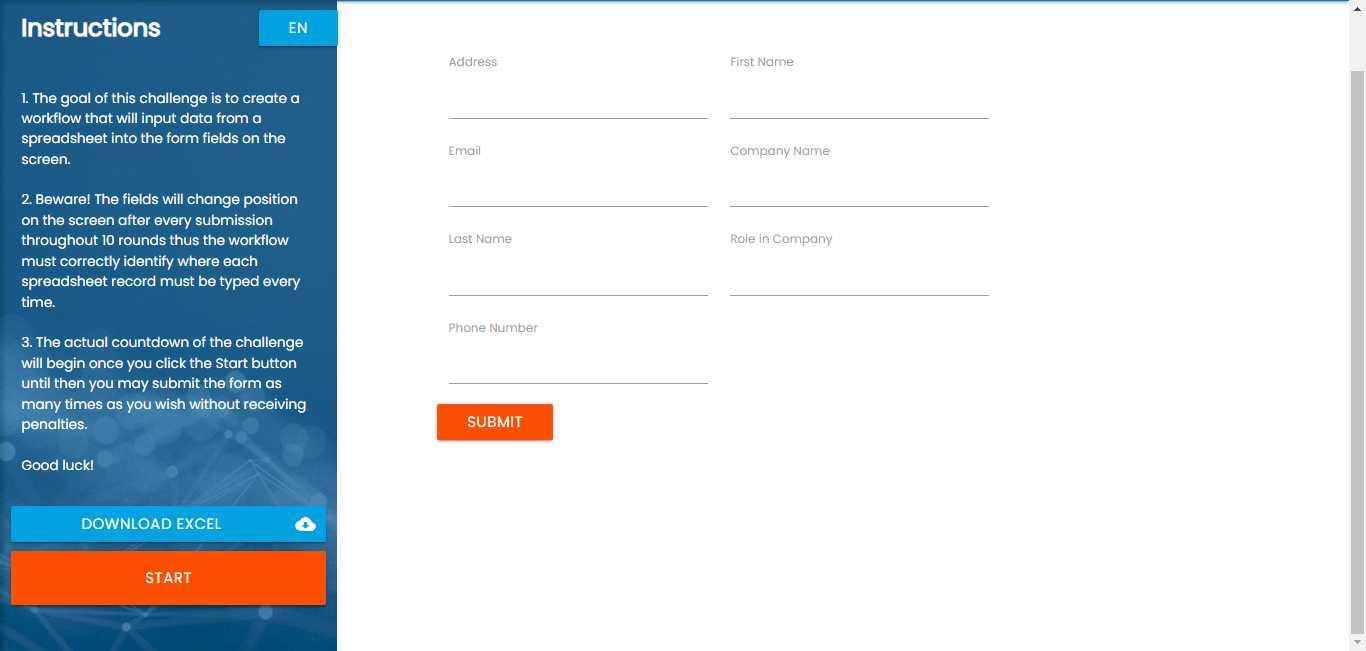 Instructions
EN
1. The goal of this challenge is to create a
workflow that will input data from a
spreadsheet into the form fields on the
screen.
2. Beware! The fields will change position
on the screen after every submission
throughout 10 rounds thus the workflow
must correctly identify where each
spreadsheet record must be typed every
time.
3. The actual countdown of the challenge
will begin once you click the Start button
until then you may submit the form as
many times as you wish without receiving
penalties.
Good luck!
DOWNLOAD EXCEL
START
Address
First Name
Email
Company Name
Last Name
Role in Company
Phone Number
SUBMIT